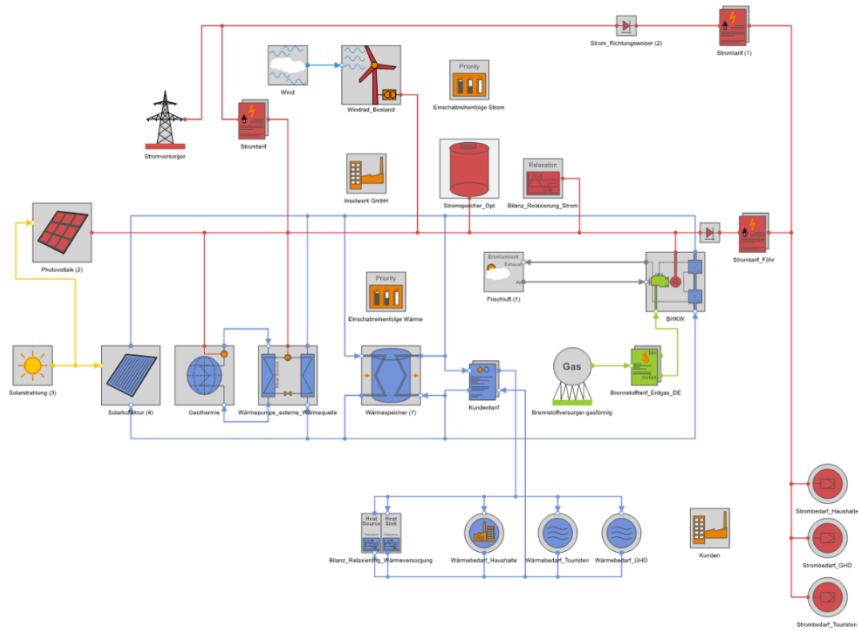 Strom_Richtungsweiser (2)
Stromtarif (1)
Wind
Windrad_Bestand
Priority
Einschaltreihenfolge Strom
Stromversorger
Stromtarif
Inselwerk GmbH
Stromspeicher_Opt
Relaxation
Bilanz_Relaxierung_Strom
Photovoltaik (2)
Stromtarif_Föhr
Environment
Frischluft (1)
BHKW
Priority
Einschaltreihenfolge Wärme
Solarstrahlung (3)
Solarkollektor (4)
Geothermie
Wärmepumpe_externe_Wärmequelle
Wärmespeicher (7)
Kundentarif
Gas
Brennstoffversorger-gasförmig
Brennstofftarif_Erdgas_DE
Strombedarf_Haushalte
Heat
Source
Heat
Sink
Bilanz_Relaxierung_Wärmeversorgung
Wärmebedarf_Haushalte
Wärmebedarf_Touristen
Wärmebedarf_GHD
Kunden
Strombedarf_GHD
Strombedarf_Touristen